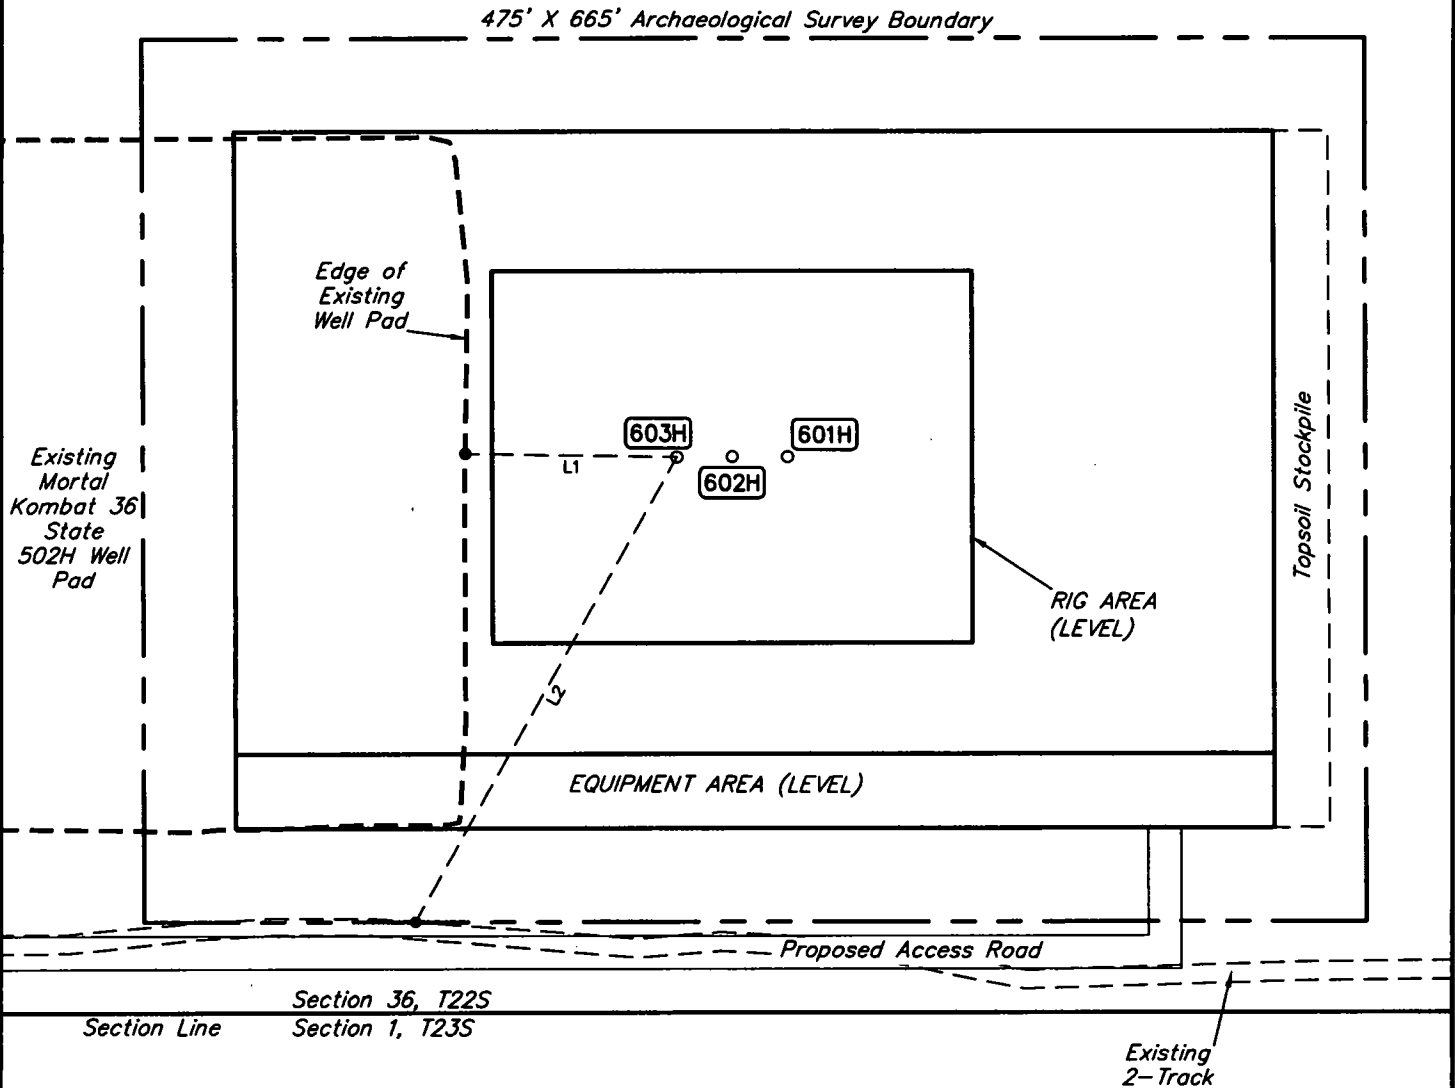 475' X 665' Archaeological Survey Boundary
Edge of
Existing
Well Pad
603H
601H
602H
L1
Existing
Mortal
Kombat 36
State
502H Well
Pad
Topsoil Stockpile
RIG AREA
(LEVEL)
L2
EQUIPMENT AREA (LEVEL)
Proposed Access Road
Section 36, T22S
Section Line
Section 1, T23S
Existing
2-Track